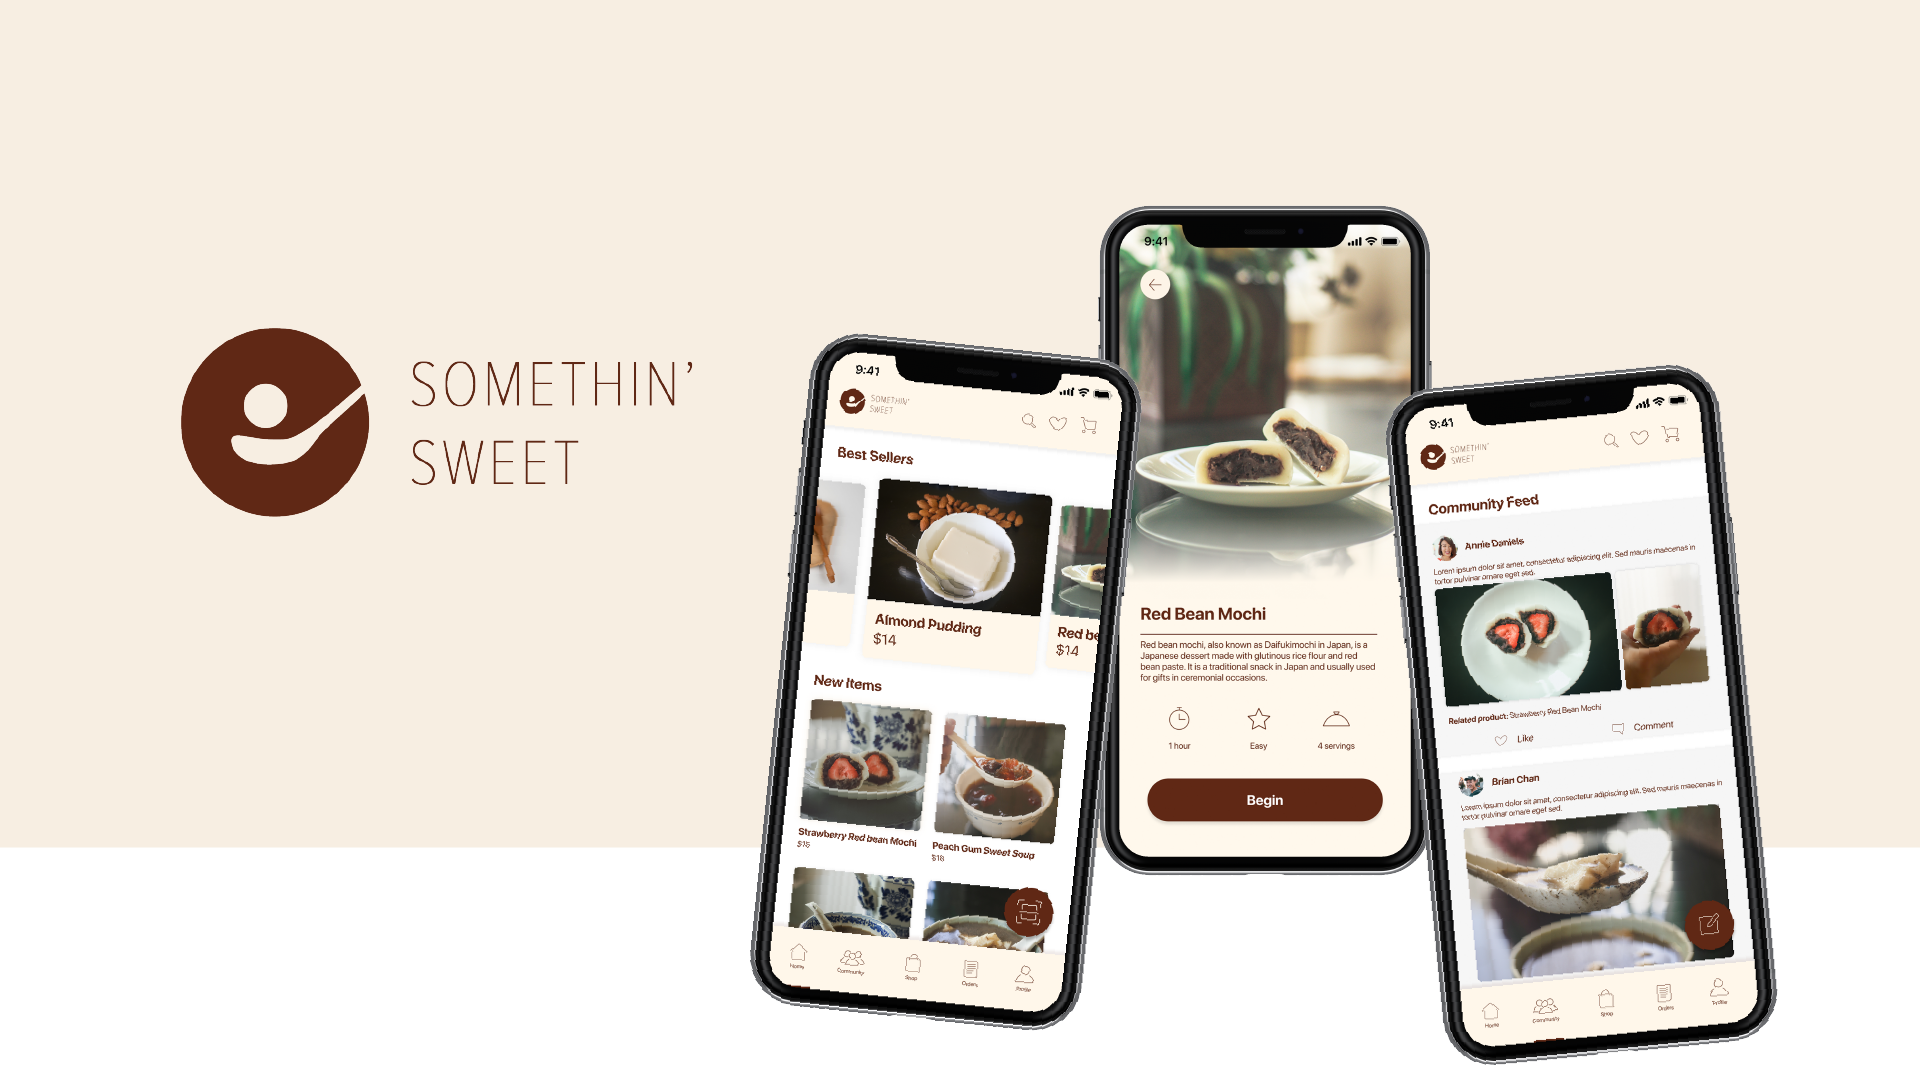 SOMETHIN’
SWEET
9:41
SOMETHIN'
SWEET
Best Sellers
Almond Pudding
$14
Red be
$14
New Items
Strawberry Red bean Mochi
$15
Peach Gum Sweet Soup
$18
Home
Community
Shop
Orders
Profile
9:41
Red Bean Mochi
Red bean mochi, also known as Daifukimochi in Japan, is a
Japanese dessert made with glutinous rice flour and red
bean paste. It is a traditional snack in Japan and usually used
for gifts in ceremonial occasions.
1 hour
Easy
4 servings
Begin
9:41
SOMETHIN'
SWEET
Community Feed
Annie Daniels
Lorem ipsum dolor sit amet, consectetur adipiscing elit. Sed mauris maecenas in
tortor pulvinar ornare eget sed.
Related product: Strawberry Red Bean Mochi
Like
Comment
Brian Chan
Lorem ipsum dolor sit amet, consectetur adipiscing elit. Sed mauris maecenas in
tortor pulvinar ornare eget sed.
Home
Community
Shop
Orders
Profile